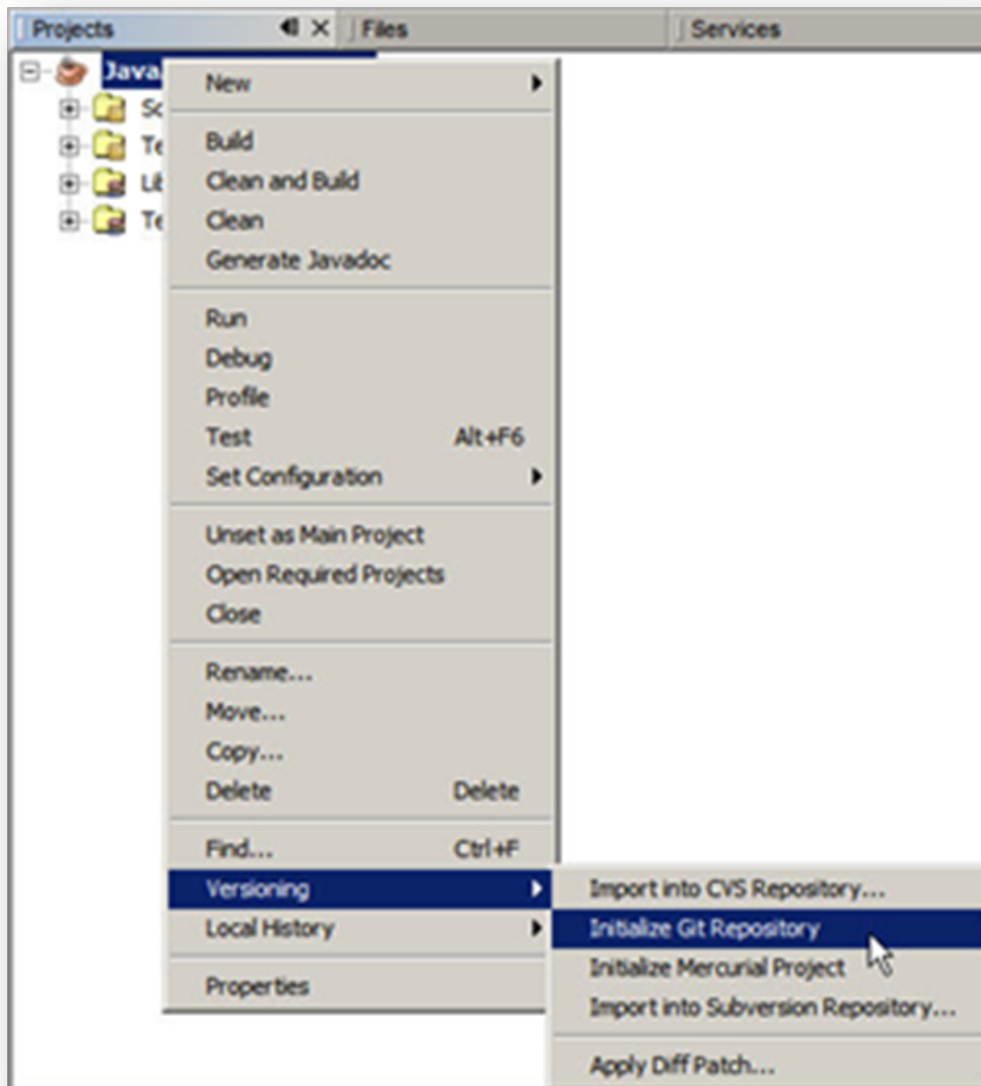 Projects
Files
Services
Java
New
Build
Clean and Build
Clean
Generate Javadoc
Run
Debug
Profile
Test Alt+F6
Set Configuration
Unset as Main Project
Open Required Projects
Close
Rename...
Move...
Copy...
Delete Delete
Find... Ctrl+F
Versioning
Local History
Properties
Import into CVS Repository...
Initialize Git Repository
Initialize Mercurial Project
Import into Subversion Repository...
Apply Diff Patch...